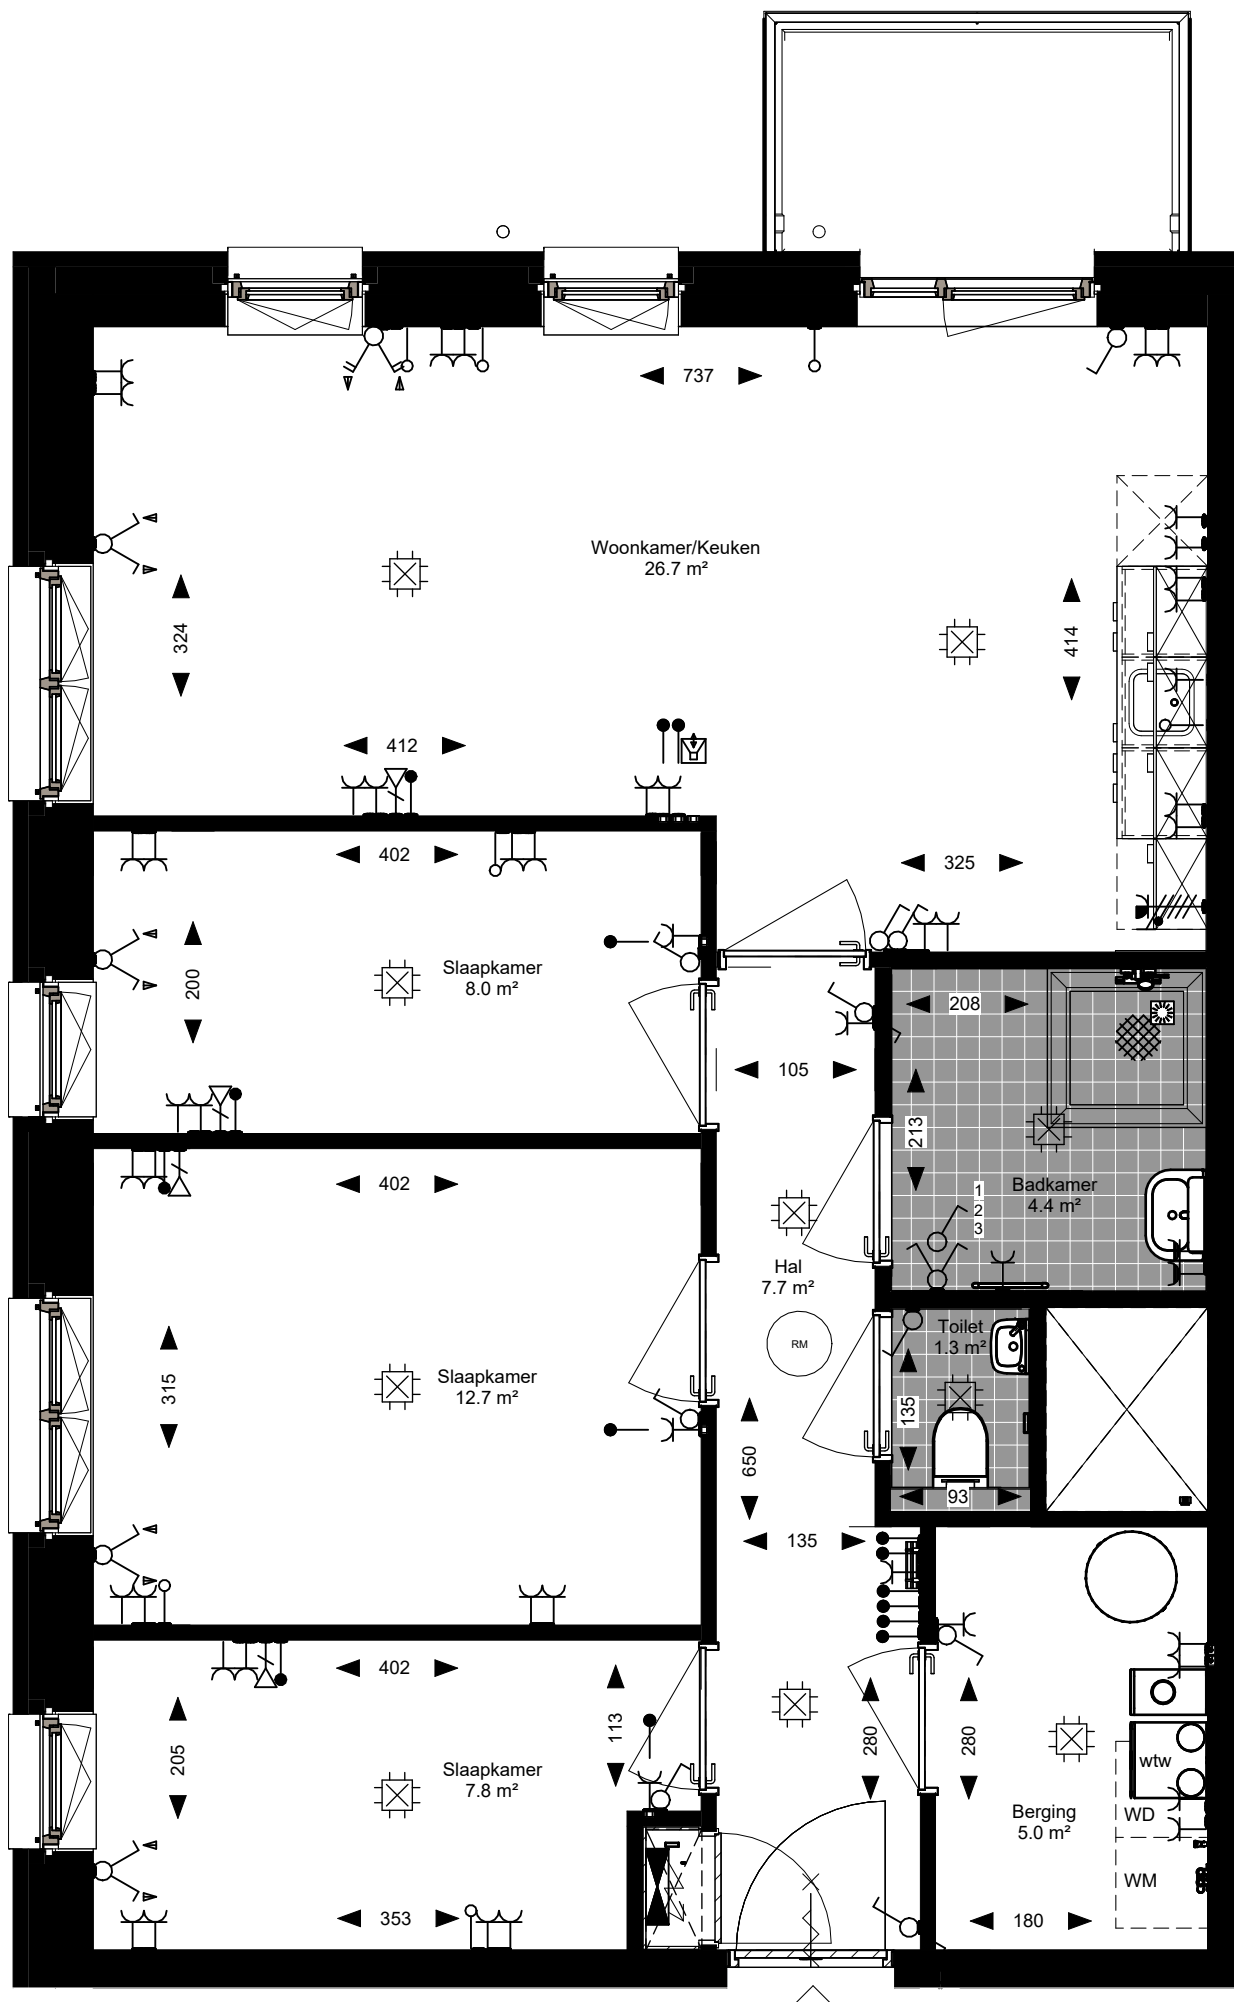 737
Woonkamer/Keuken
26.7 m²
324
414
412
402
325
Slaapkamer
8.0 m²
200
208
105
213
402
Badkamer
4.4 m²
1
2
3
Hal
7.7 m²
RM
Toilet
1.3 m²
315
Slaapkamer
12.7 m²
135
650
93
135
402
113
205
280
280
Slaapkamer
7.8 m²
wtw
Berging
5.0 m²
WD
WM
353
180